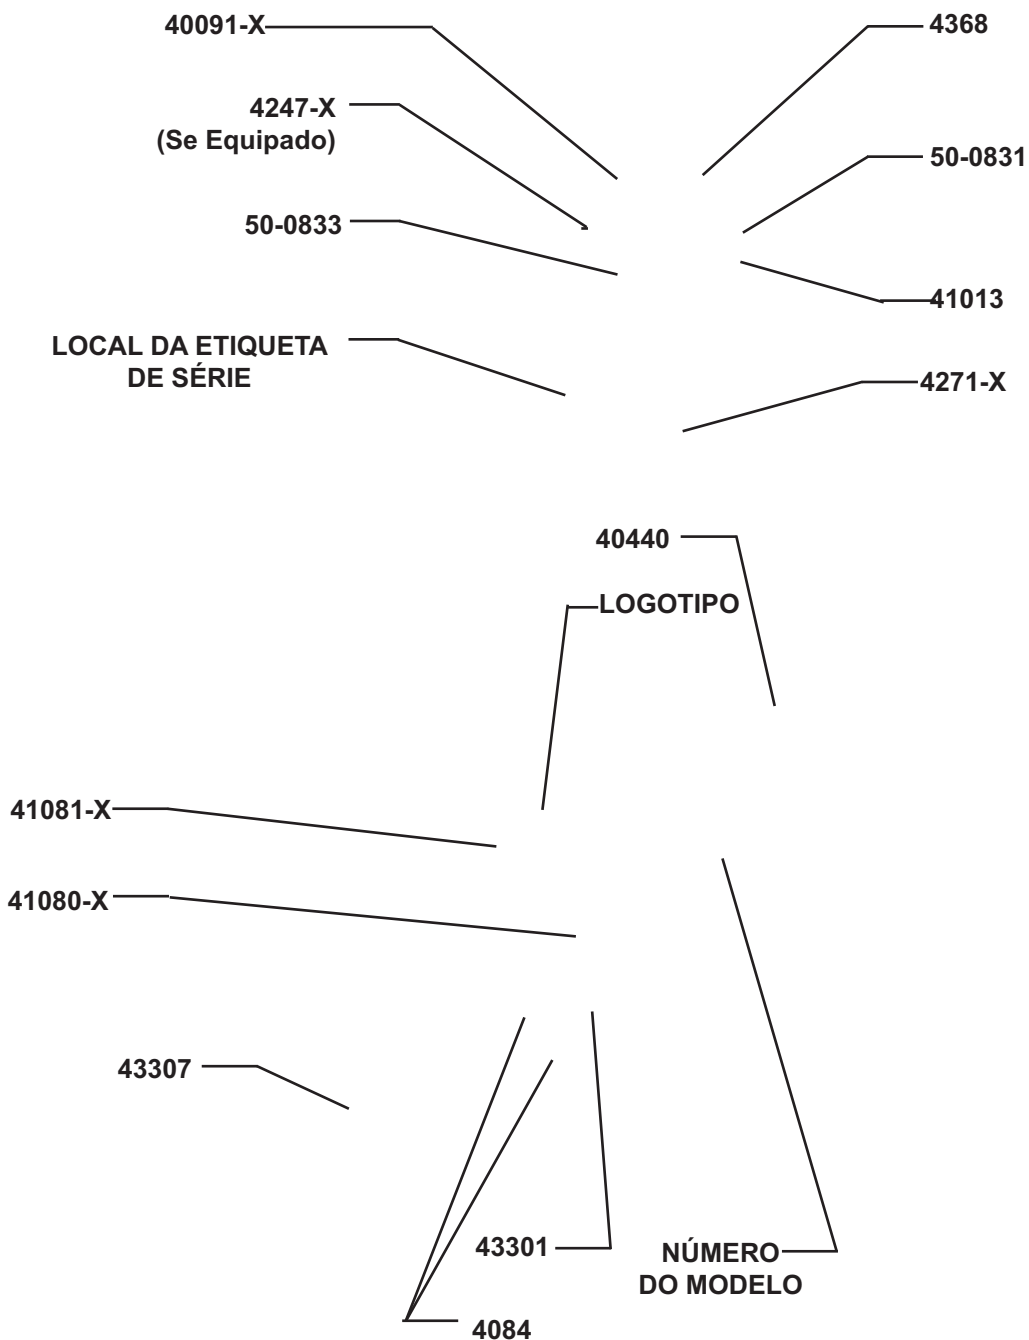 40091-X
4368
4247-X
(Se Equipado)
50-0831
50-0833
41013
LOCAL DA ETIQUETA
DE SÉRIE
4271-X
40440
LOGOTIPO
41081-X
41080-X
43307
43301
NÚMERO
DO MODELO
4084